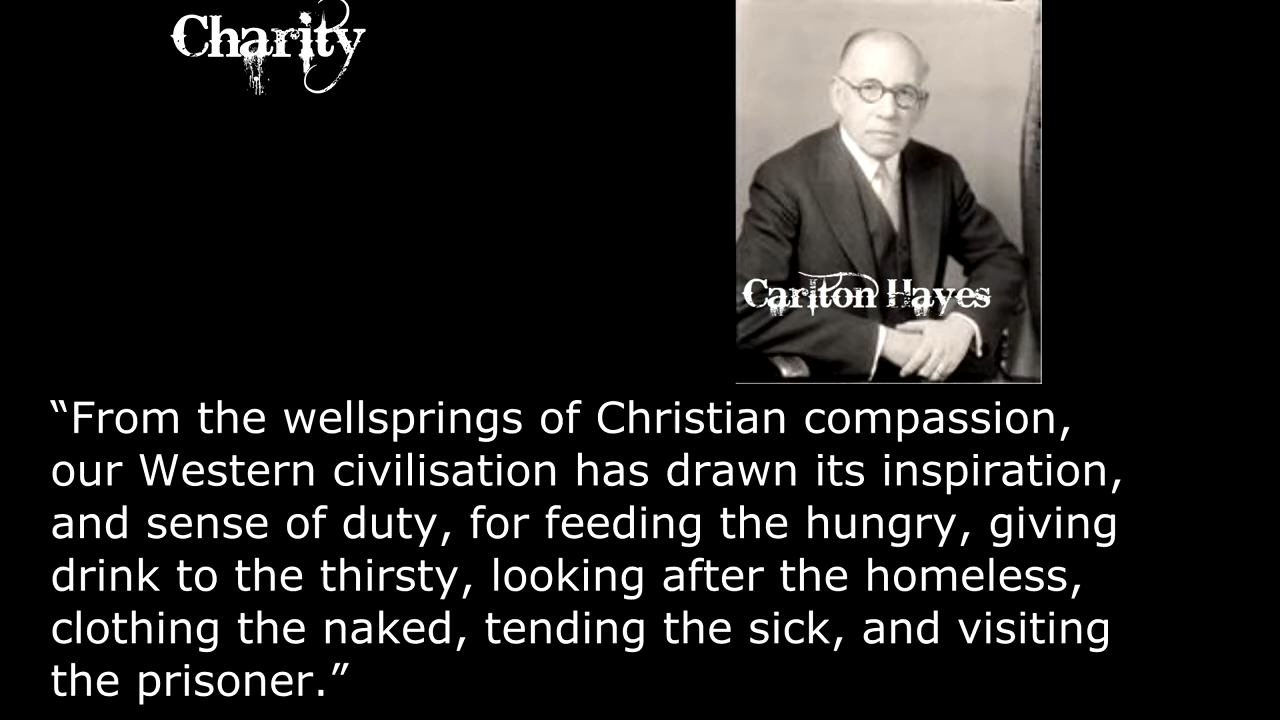 Charity
Carlton Hayes
“From the wellsprings of Christian compassion,
our Western civilisation has drawn its inspiration,
and sense of duty, for feeding the hungry, giving
drink to the thirsty, looking after the homeless,
clothing the naked, tending the sick, and visiting
the prisoner.”